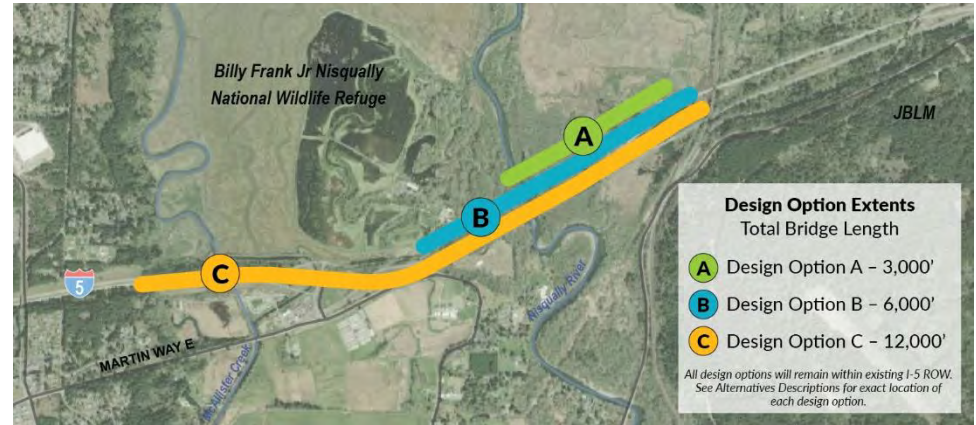 Billy Frank Jr Nisqually
National Wildlife Refuge
JBLM
A
B
C
5
MARTIN WAY E
McAllister Creek
Nisqually River
Design Option Extents
Total Bridge Length
A Design Option A – 3,000’
B Design Option B – 6,000’
C Design Option C – 12,000’
All design options will remain within existing I-5 ROW.
See Alternatives Descriptions for exact location of
each design option.